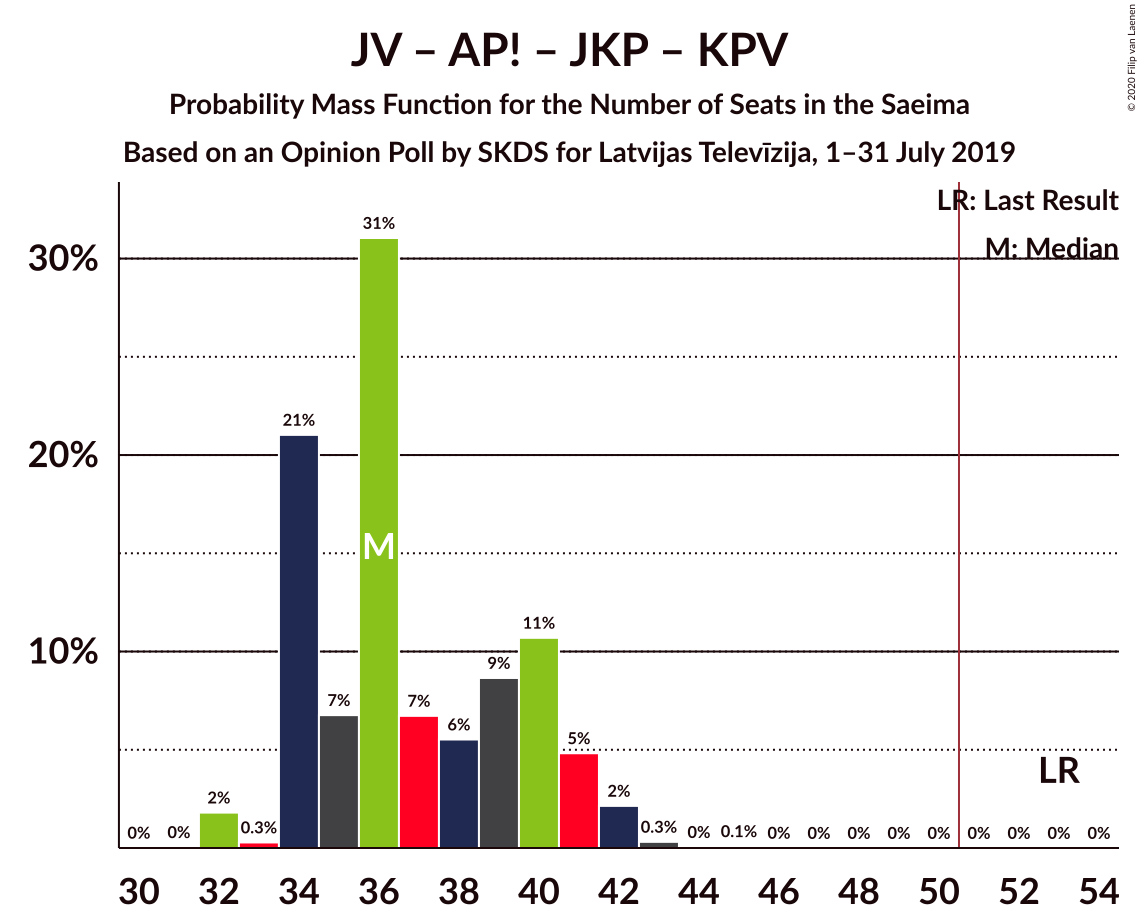 © 2020 Filip van Laenen
JV – AP! – JKP – KPV
Probability Mass Function for the Number of Seats in the Saeima
Based on an Opinion Poll by SKDS for Latvijas Televīzija, 1–31 July 2019
LR: Last Result
M: Median
30%
20%
10%
0% 0% 2% 0.3% 21% 7% 31% 7% 6% 9% 11% 5% 2% 0.3% 0% 0.1% 0% 0% 0% 0% 0% 0% 0% 0% 0%
M
LR
30 32 34 36 38 40 42 44 46 48 50 52 54